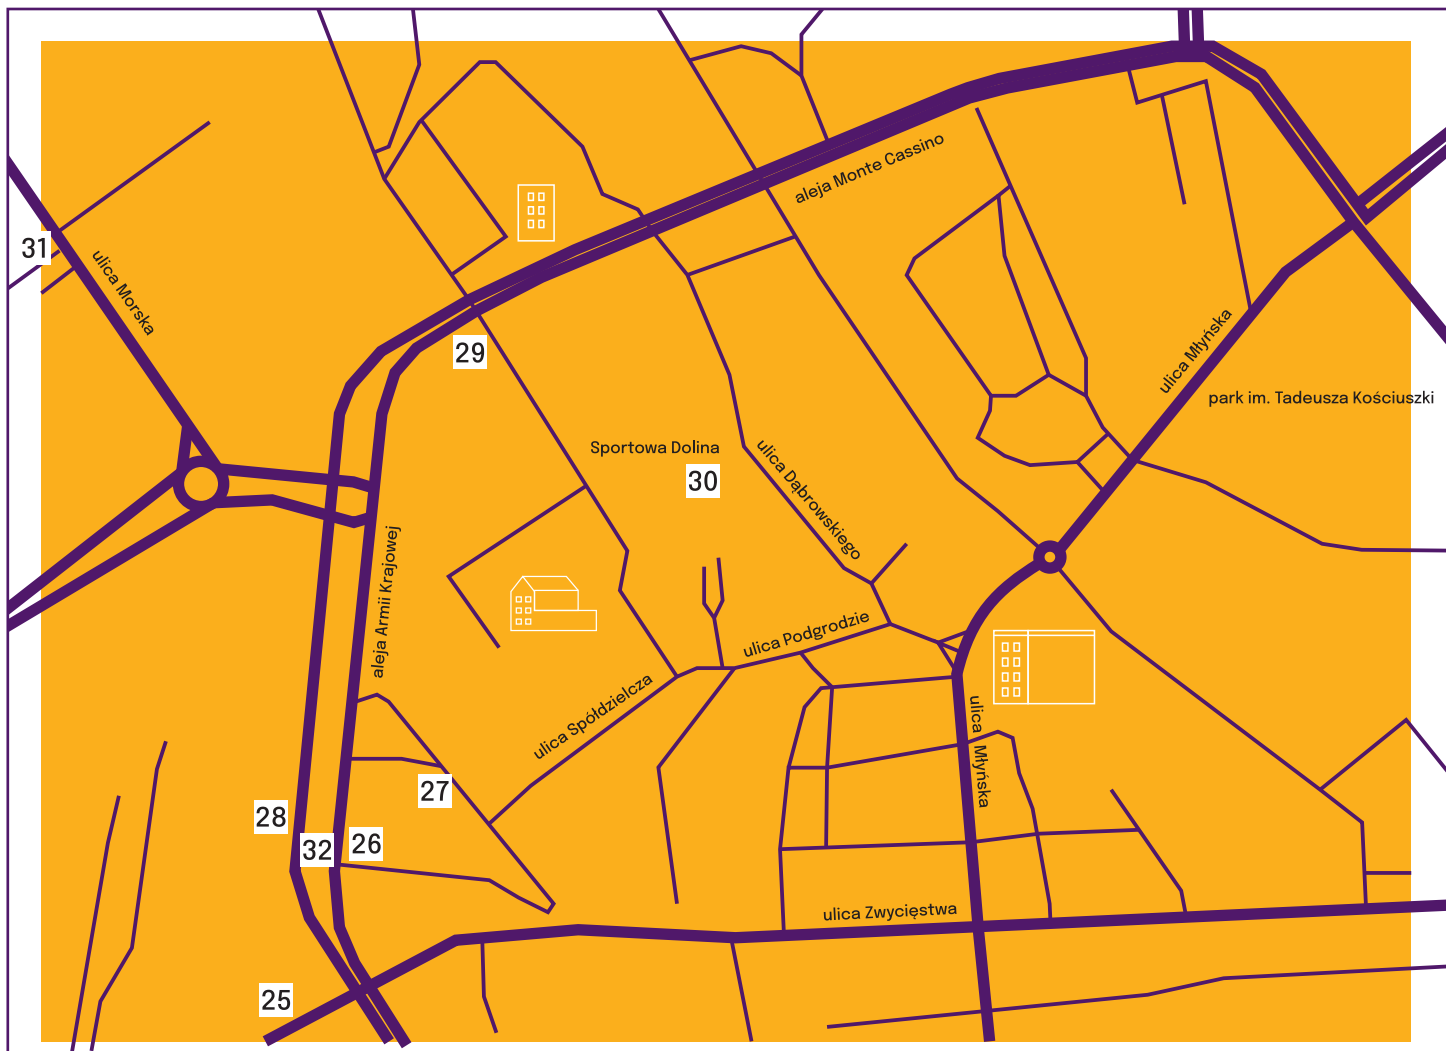 aleja Monte Cassino
31
ulica Morska
29
ulica Młyńska
park im. Tadeusza Kościuszki
Sportowa Dolina
30
ulica Dąbrowskiego
aleja Armii Krajowej
ulica Podgrodzie
ulica Spółdzielcza
ulica Młyńska
27
28
32
26
ulica Zwycięstwa
25